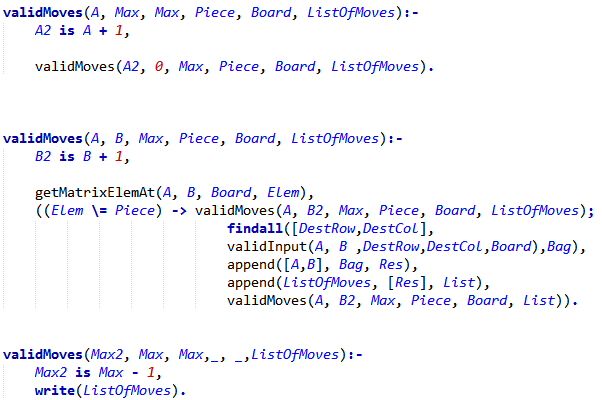 validMoves(A, Max, Max, Piece, Board, ListOfMoves):-
A2 is A + 1,
validMoves(A2, 0, Max, Piece, Board, ListOfMoves).
validMoves(A, B, Max, Piece, Board, ListOfMoves):-
B2 is B + 1,
getMatrixElemAt(A, B, Board, Elem),
((Elem \= Piece) -> validMoves(A, B2, Max, Piece, Board, ListOfMoves);
findall([DestRow,DestCol],
validInput(A, B ,DestRow,DestCol,Board),Bag),
append([A,B], Bag, Res),
append(ListOfMoves, [Res], List),
validMoves(A, B2, Max, Piece, Board, List)).
validMoves(Max2, Max, Max,_, _,ListOfMoves):-
Max2 is Max - 1,
write(ListOfMoves).